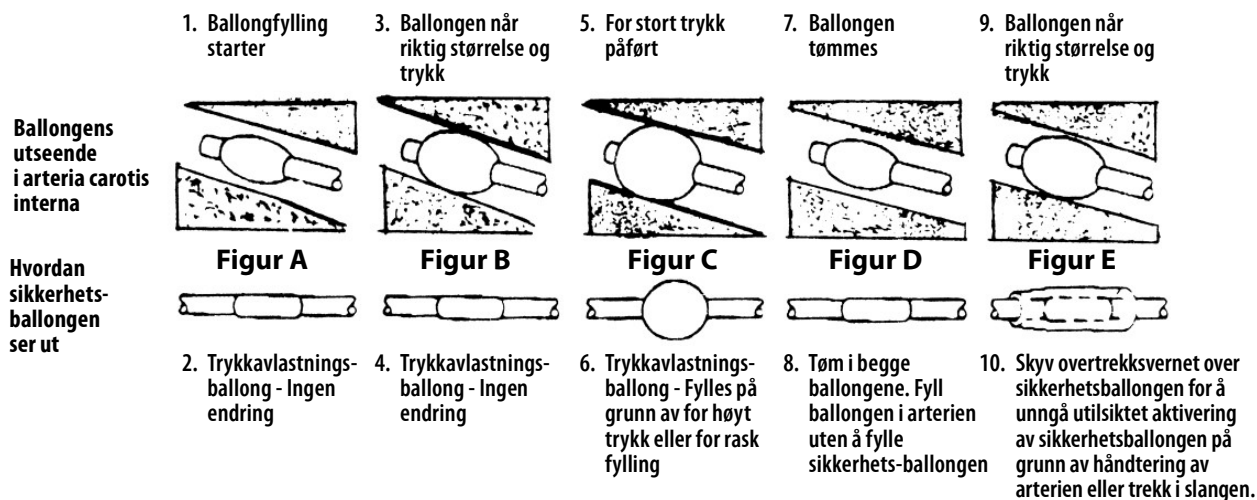 1. Ballongfylling
starter
3. Ballongen når
riktig størrelse og
trykk
5. For stort trykk
påført
7. Ballongen
tømmes
9. Ballongen når
riktig størrelse og
trykk
Ballongens
utseende
i arteria carotis
interna
Figur A
Figur B
Figur C
Figur D
Figur E
Hvordan
sikkerhets-
ballongen
ser ut
2. Trykkavlastnings-
ballong - Ingen
endring
4. Trykkavlastnings-
ballong - Ingen
endring
6. Trykkavlastnings-
ballong - Fylles på
grunn av for høyt
trykk eller for rask
fylling
8. Tøm i begge
ballongene. Fyll
ballongen i arterien
uten å fylle
sikkerhets-ballongen
10. Skyv overtrekksvernet over
sikkerhetsballongen for å
unngå utilsiktet aktivering
av sikkerhetsballongen på
grunn av håndtering av
arterien eller trekk i slangen.